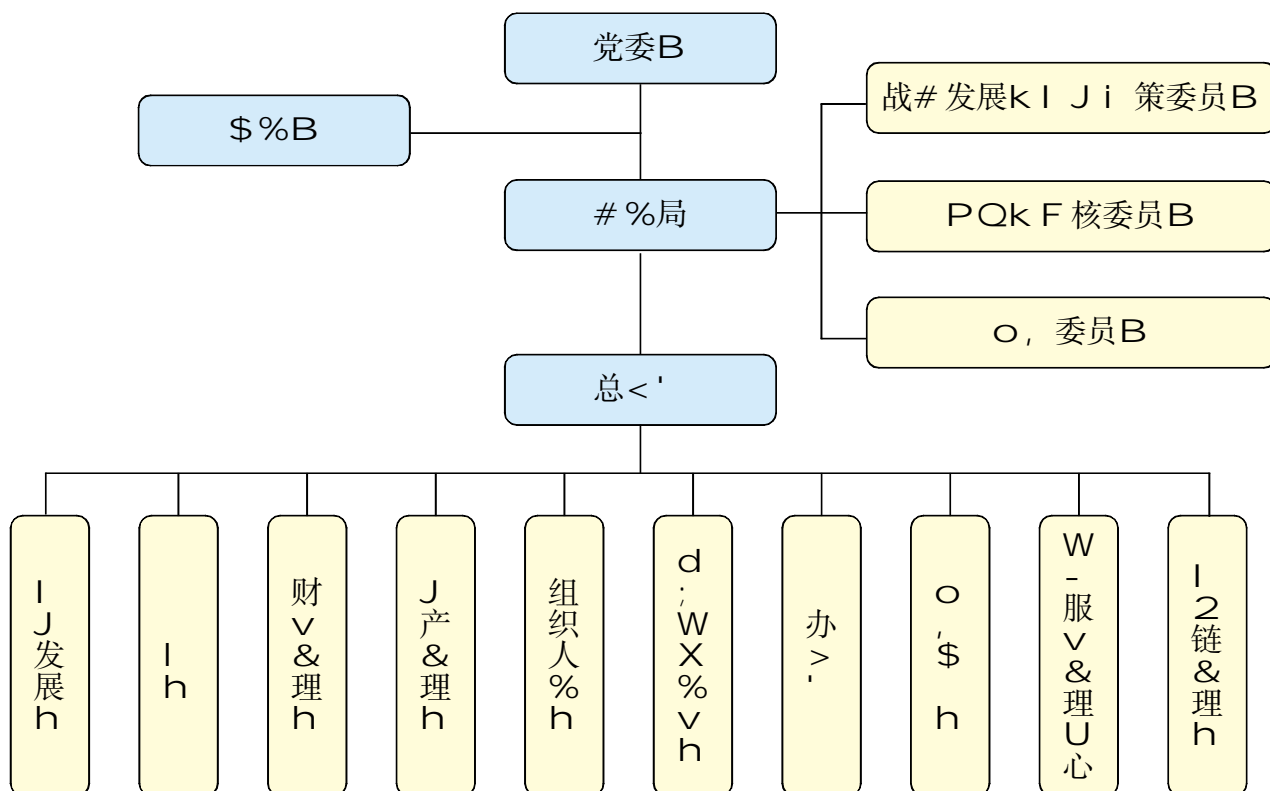 党委B
$%B
战#发展kIJi策委员B
#%局
PQkF核委员B
o,委员B
总<'
IJ发展h
Ih
财v&理h
J产&理h
组织人%h
d;WX%vh
办>'
o,$h
W-服v&理U心
I2链&理h